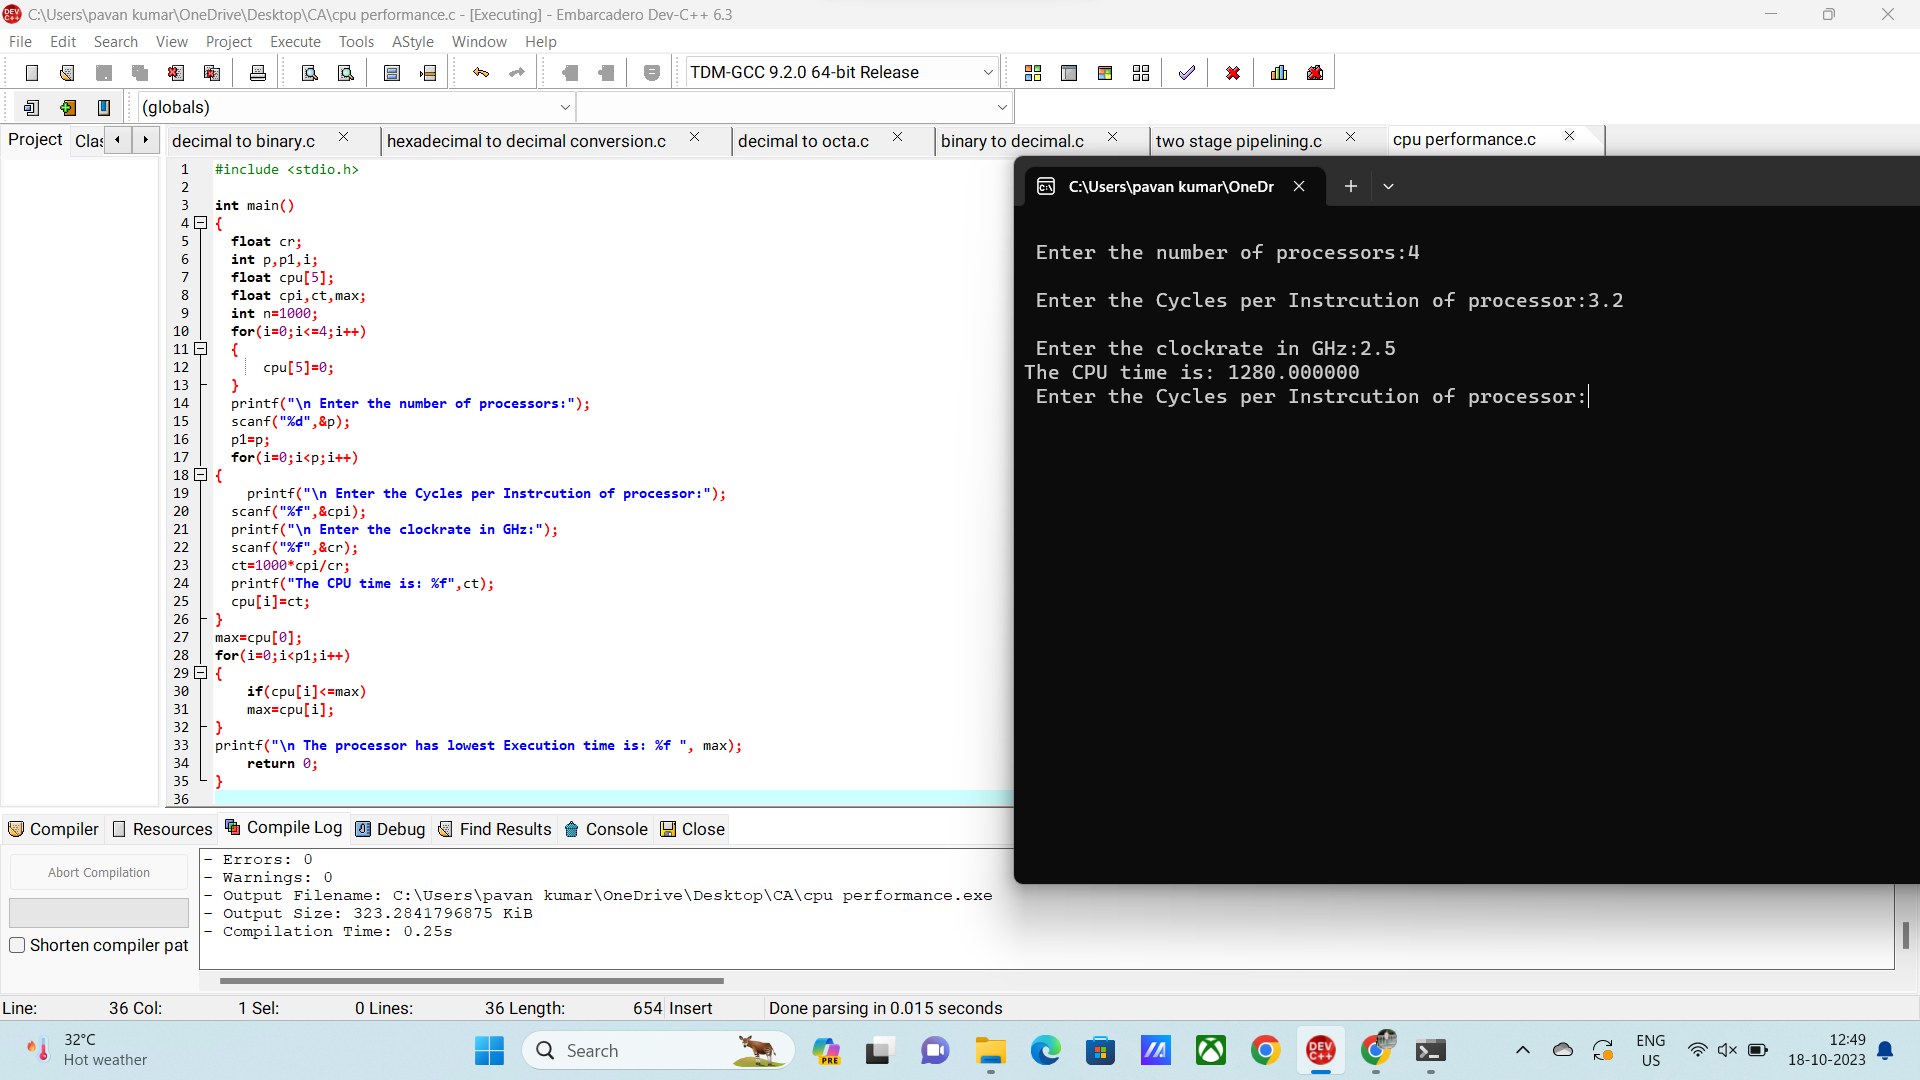 C:\Users\pavan kumar\OneDrive\Desktop\CA\cpu performance.c - [Executing] - Embarcadero Dev-C++ 6.3
File Edit Search View Project Execute Tools AStyle Window Help
TDM-GCC 9.2.0 64-bit Release
(globals)
Project Clas decimal to binary.c hexadecimal to decimal conversion.c decimal to octa.c binary to decimal.c two stage pipelining.c cpu performance.c
1 #include <stdio.h>
2
3 int main()
4 {
5 float cr;
6 int p,p1,i;
7 float cpu[5];
8 float cpi,ct,max;
9 int n=1000;
10 for(i=0;i<=4;i++)
11 {
12 cpu[5]=0;
13 }
14 printf("\n Enter the number of processors:");
15 scanf("%d",&p);
16 p1=p;
17 for(i=0;i<p;i++)
18 {
19 printf("\n Enter the Cycles per Instrcution of processor:");
20 scanf("%f",&cpi);
21 printf("\n Enter the clockrate in GHz:");
22 scanf("%f",&cr);
23 ct=1000*cpi/cr;
24 printf("The CPU time is: %f",ct);
25 cpu[i]=ct;
26 }
27 max=cpu[0];
28 for(i=0;i<p1;i++)
29 {
30 if(cpu[i]<=max)
31 max=cpu[i];
32 }
33 printf("\n The processor has lowest Execution time is: %f ", max);
34 return 0;
35 }
36
C:\Users\pavan kumar\OneDr
Enter the number of processors:4
Enter the Cycles per Instrcution of processor:3.2
Enter the clockrate in GHz:2.5
The CPU time is: 1280.000000
Enter the Cycles per Instrcution of processor:
Compiler Resources Compile Log Debug Find Results Console Close
Abort Compilation
Shorten compiler pat
- Errors: 0
- Warnings: 0
- Output Filename: C:\Users\pavan kumar\OneDrive\Desktop\CA\cpu performance.exe
- Output Size: 323.2841796875 KiB
- Compilation Time: 0.25s
Line: 36 Col: 1 Sel: 0 Lines: 36 Length: 654 Insert Done parsing in 0.015 seconds
32°C
Hot weather
Search
PRE
DEV C++
ENG
US
12:49
18-10-2023